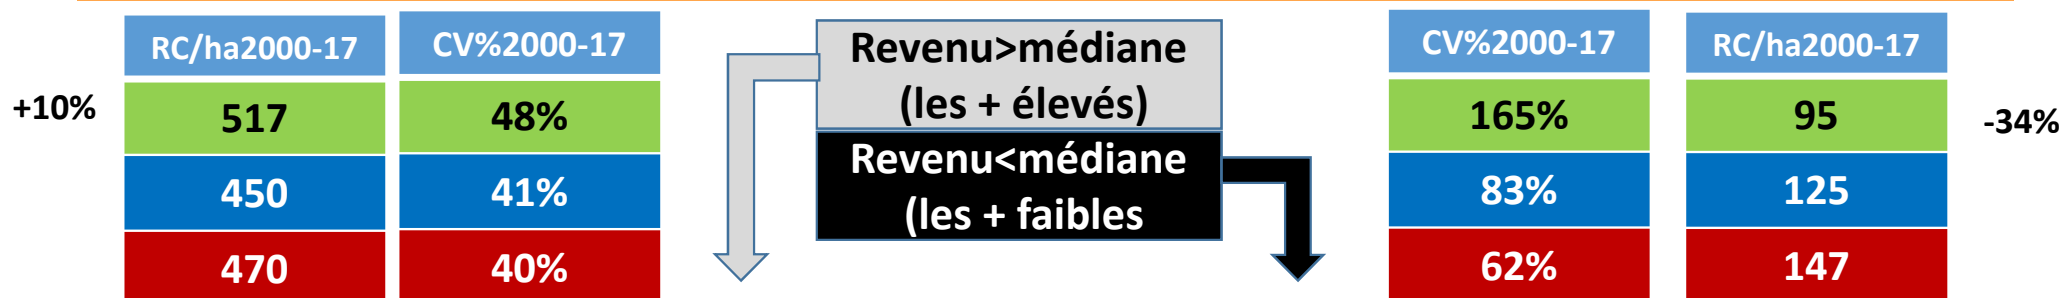 RC/ha2000-17
CV%2000-17
+10%
517
48%
450
41%
470
40%
Revenu>médiane
(les + élevés)
Revenu<médiane
(les + faibles
CV%2000-17
RC/ha2000-17
165%
95
-34%
83%
125
62%
147